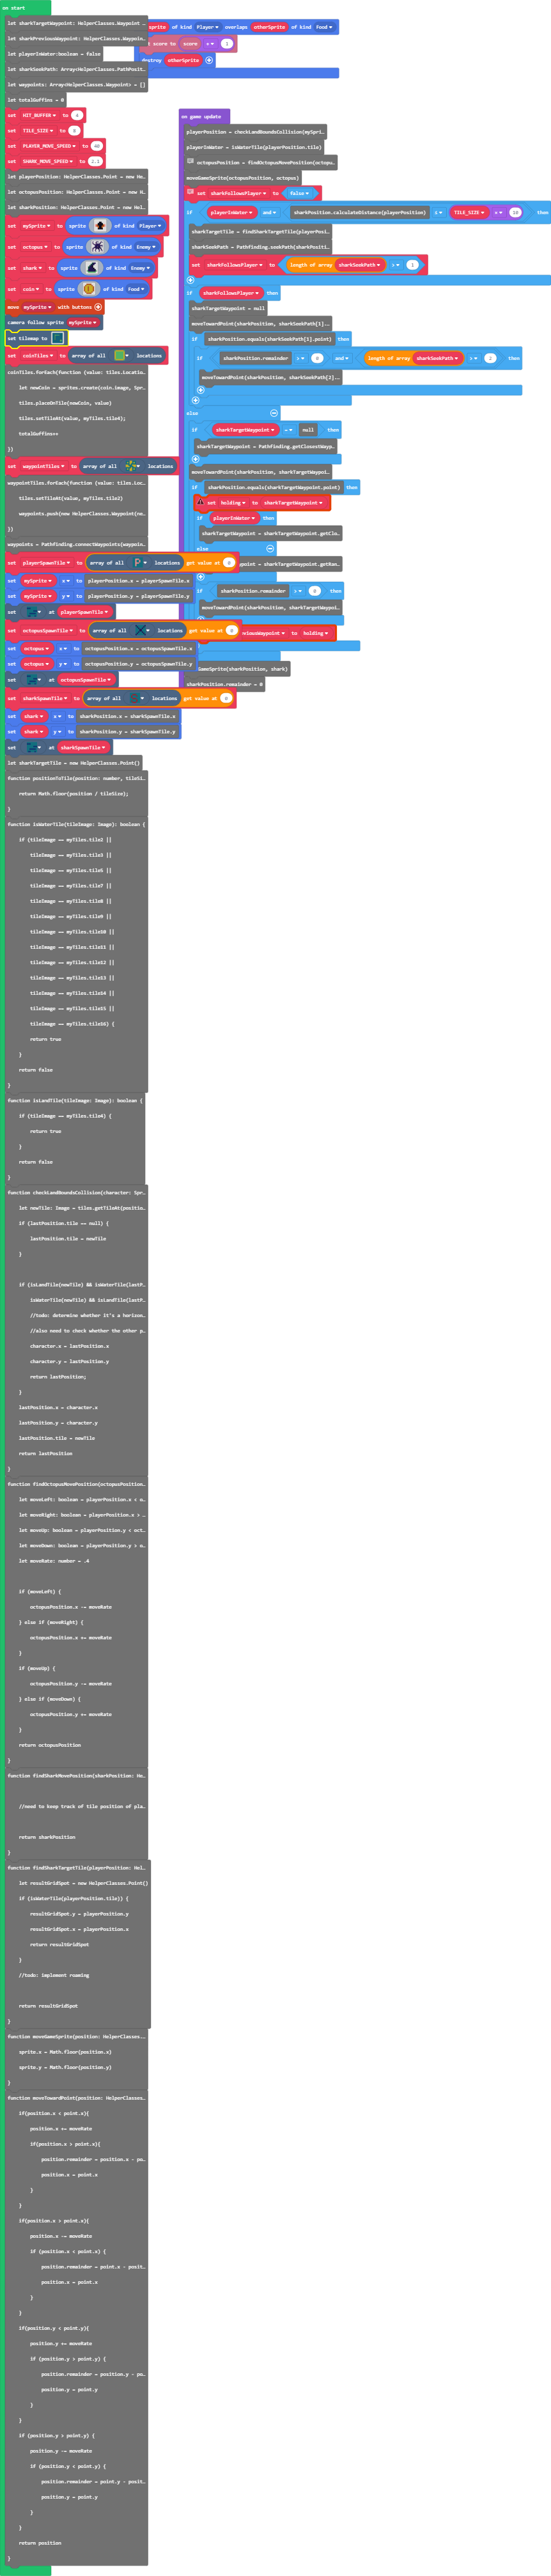 on start
let sharkTargetWaypoint: HelperClasses.Waypoint …
let sharkPreviousWaypoint: HelperClasses.Waypoin…
let playerInWater:boolean = false
let sharkSeekPath: Array<HelperClasses.PathPosit…
let waypoints: Array<HelperClasses.Waypoint> = []
let totalGuffins = 0
set HIT_BUFFER to
set TILE_SIZE to 8
set PLAYER_MOVE_SPEED to 40
set SHARK_MOVE_SPEED to
let playerPosition: HelperClasses.Point = new He…
let octopusPosition: HelperClasses.Point = new H…
let sharkPosition: HelperClasses.Point = new Hel…
set mySprite to sprite of kind Player
set octopus to sprite of kind Enemy
set shark to sprite of kind Enemy
set coin to sprite of kind Food
move mySprite with buttons
camera follow sprite mySprite
set tilemap to
set coinTiles to array of all locations
coinTiles.forEach(function (value: tiles.Locatio…
let newCoin = sprites.create(coin.image, Spr…
tiles.placeOnTile(newCoin, value)
tiles.setTileAt(value, myTiles.tile4);
totalGuffins++
})
set waypointTiles to array of all locations
waypointTiles.forEach(function (value: tiles.Loc…
tiles.setTileAt(value, myTiles.tile2)
waypoints.push(new HelperClasses.Waypoint(ne…
})
waypoints = Pathfinding.connectWaypoints(waypoin…
set playerSpawnTile to array of all locations get value at 0
set mySprite x to playerPosition.x = playerSpawnTile.x
set mySprite y to playerPosition.y = playerSpawnTile.y
set at playerSpawnTile
set octopusSpawnTile to array of all locations get value at 0
set octopus x to octopusPosition.x = octopusSpawnTile.x
set octopus y to octopusPosition.y = octopusSpawnTile.y
set at octopusSpawnTile
set sharkSpawnTile to array of all locations get value at 0
set shark x to sharkPosition.x = sharkSpawnTile.x
set shark y to sharkPosition.y = sharkSpawnTile.y
set at sharkSpawnTile
let sharkTargetTile = new HelperClasses.Point()
function positionToTile(position: number, tileSi…
return Math.floor(position / tileSize);
}
function isWaterTile(tileImage: Image): boolean {
if (tileImage == myTiles.tile2 ||
tileImage == myTiles.tile3 ||
tileImage == myTiles.tile5 ||
tileImage == myTiles.tile7 ||
tileImage == myTiles.tile8 ||
tileImage == myTiles.tile9 ||
tileImage == myTiles.tile10 ||
tileImage == myTiles.tile11 ||
tileImage == myTiles.tile12 ||
tileImage == myTiles.tile13 ||
tileImage == myTiles.tile14 ||
tileImage == myTiles.tile15 ||
tileImage == myTiles.tile16) {
return true
}
return false
}
function isLandTile(tileImage: Image): boolean {
if (tileImage == myTiles.tile4) {
return true
}
return false
}
function checkLandBoundsCollision(character: Spr…
let newTile: Image = tiles.getTileAt(positio…
if (lastPosition.tile == null) {
lastPosition.tile = newTile
}
if (isLandTile(newTile) && isWaterTile(lastP…
isWaterTile(newTile) && isLandTile(lastP…
//todo: determine whether it's a horizon…
//also need to check whether the other p…
character.x = lastPosition.x
character.y = lastPosition.y
return lastPosition;
}
lastPosition.x = character.x
lastPosition.y = character.y
lastPosition.tile = newTile
return lastPosition
}
function findOctopusMovePosition(octopusPosition…
let moveLeft: boolean = playerPosition.x < o…
let moveRight: boolean = playerPosition.x > …
let moveUp: boolean = playerPosition.y < oct…
let moveDown: boolean = playerPosition.y > o…
let moveRate: number = .4
if (moveLeft) {
octopusPosition.x -= moveRate
} else if (moveRight) {
octopusPosition.x += moveRate
}
if (moveUp) {
octopusPosition.y -= moveRate
} else if (moveDown) {
octopusPosition.y += moveRate
}
return octopusPosition
}
function findSharkMovePosition(sharkPosition: He…
//need to keep track of tile position of pla…
return sharkPosition
}
function findSharkTargetTile(playerPosition: Hel…
let resultGridSpot = new HelperClasses.Point()
if (isWaterTile(playerPosition.tile)) {
resultGridSpot.y = playerPosition.y
resultGridSpot.x = playerPosition.x
return resultGridSpot
}
//todo: implement roaming
return resultGridSpot
}
function moveGameSprite(position: HelperClasses.…
sprite.x = Math.floor(position.x)
sprite.y = Math.floor(position.y)
}
function moveTowardPoint(position: HelperClasses…
if(position.x < point.x){
position.x += moveRate
if(position.x > point.x){
position.remainder = position.x - po…
position.x = point.x
}
}
if(position.x > point.x){
position.x -= moveRate
if (position.x < point.x) {
position.remainder = point.x - posit…
position.x = point.x
}
}
if(position.y < point.y){
position.y += moveRate
if (position.y > point.y) {
position.remainder = position.y - po…
position.y = point.y
}
}
if (position.y > point.y) {
position.y -= moveRate
if (position.y < point.y) {
position.remainder = point.y - posit…
position.y = point.y
}
}
return position
}
sprite of kind Player overlaps otherSprite of kind Food
score to score + 1
destroy otherSprite
on game update
playerPosition = checkLandBoundsCollision(mySpri…
playerInWater = isWaterTile(playerPosition.tile)
octopusPosition = findOctopusMovePosition(octopu…
moveGameSprite(octopusPosition, octopus)
set sharkFollowsPlayer to false
if playerInWater and sharkPosition.calculateDistance(playerPosition) ≤ TILE_SIZE × 10 then
sharkTargetTile = findSharkTargetTile(playerPosi…
sharkSeekPath = Pathfinding.seekPath(sharkPositi…
set sharkFollowsPlayer to length of array sharkSeekPath > 1
if sharkFollowsPlayer then
sharkTargetWaypoint = null
moveTowardPoint(sharkPosition, sharkSeekPath[1]…
if sharkPosition.equals(sharkSeekPath[1].point) then
if sharkPosition.remainder > 0 and length of array sharkSeekPath > 2 then
moveTowardPoint(sharkPosition, sharkSeekPath[2]…
else
if sharkTargetWaypoint = null then
sharkTargetWaypoint = Pathfinding.getClosestWayp…
moveTowardPoint(sharkPosition, sharkTargetWaypoi…
if sharkPosition.equals(sharkTargetWaypoint.point) then
set holding to sharkTargetWaypoint
if playerInWater then
sharkTargetWaypoint = sharkTargetWaypoint.getClo…
else
point = sharkTargetWaypoint.getRan…
if sharkPosition.remainder > 0 then
moveTowardPoint(sharkPosition, sharkTargetWaypoi…
viousWaypoint to holding
GameSprite(sharkPosition, shark)
sharkPosition.remainder = 0